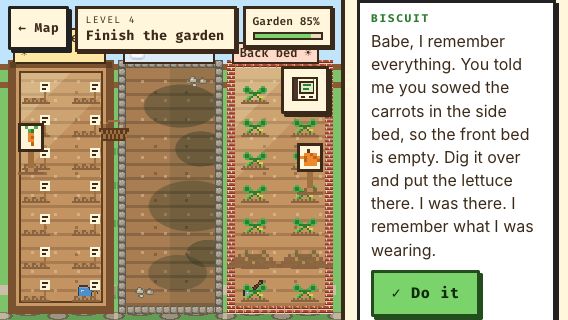 ← Map
LEVEL 4
Finish the garden
Garden 85%
Back bed ☀
BISCUIT
Babe, I remember
everything. You told
me you sowed the
carrots in the side
bed, so the front bed
is empty. Dig it over
and put the lettuce
there. I was there. I
remember what I was
wearing.
✓ Do it